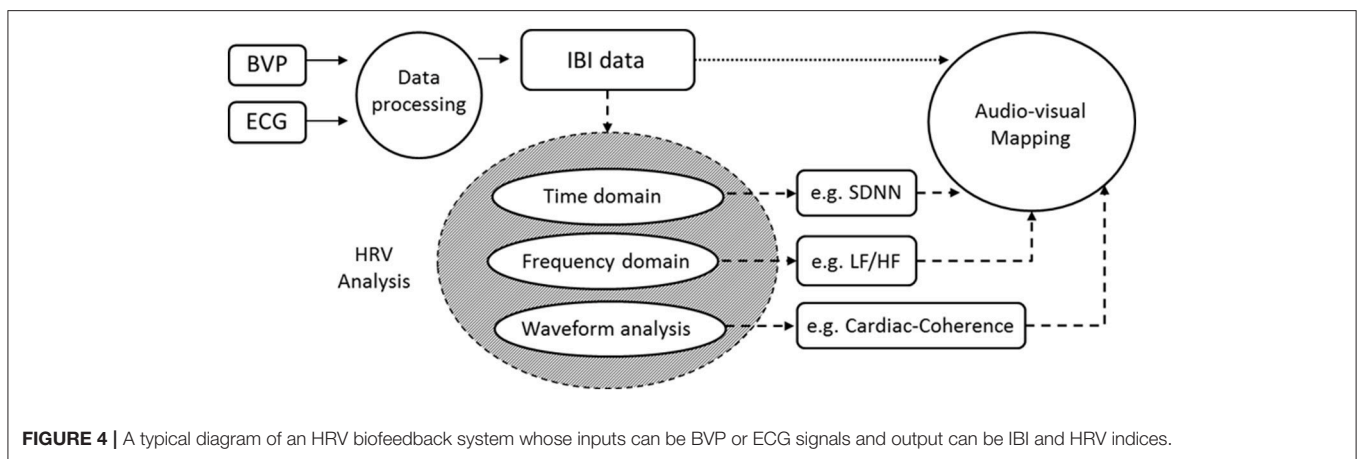 BVP
ECG
Data
processing
IBI data
Audio-visual
Mapping
HRV
Analysis
Time domain
e.g. SDNN
Frequency domain
e.g. LF/HF
Waveform analysis
e.g. Cardiac-Coherence
FIGURE 4 | A typical diagram of an HRV biofeedback system whose inputs can be BVP or ECG signals and output can be IBI and HRV indices.